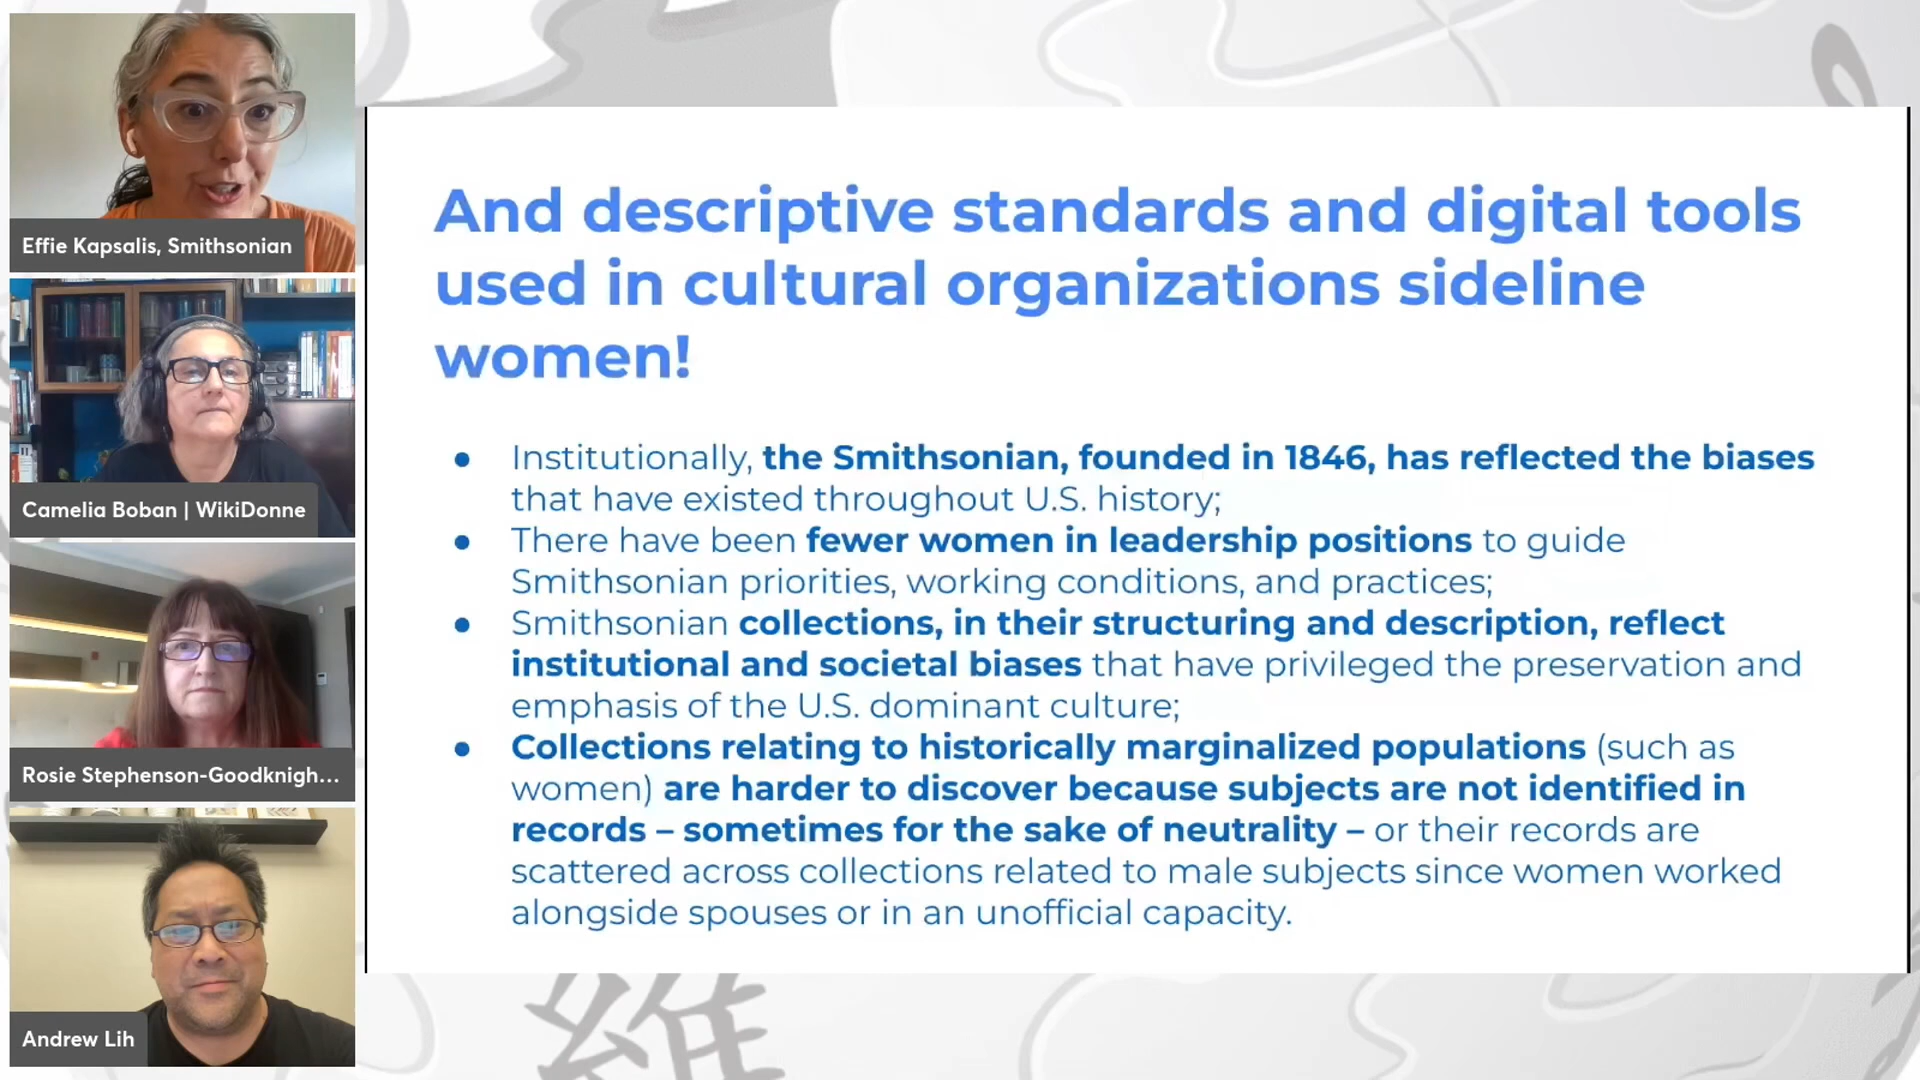 Effie Kapsalis, Smithsonian
Camelia Boban | WikiDonne
Rosie Stephenson-Goodknigh...
Andrew Lih
And descriptive standards and digital tools
used in cultural organizations sideline
women!
● Institutionally, the Smithsonian, founded in 1846, has reflected the biases
that have existed throughout U.S. history;
● There have been fewer women in leadership positions to guide
Smithsonian priorities, working conditions, and practices;
● Smithsonian collections, in their structuring and description, reflect
institutional and societal biases that have privileged the preservation and
emphasis of the U.S. dominant culture;
● Collections relating to historically marginalized populations (such as
women) are harder to discover because subjects are not identified in
records – sometimes for the sake of neutrality – or their records are
scattered across collections related to male subjects since women worked
alongside spouses or in an unofficial capacity.
維